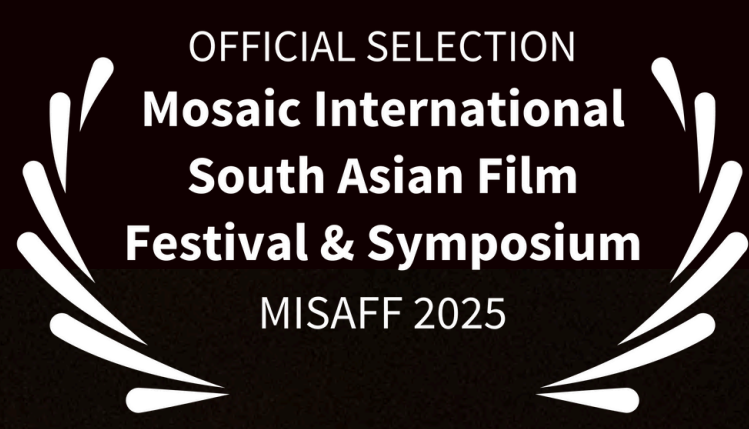 OFFICIAL SELECTION
Mosaic International
South Asian Film
Festival & Symposium
MISAFF 2025